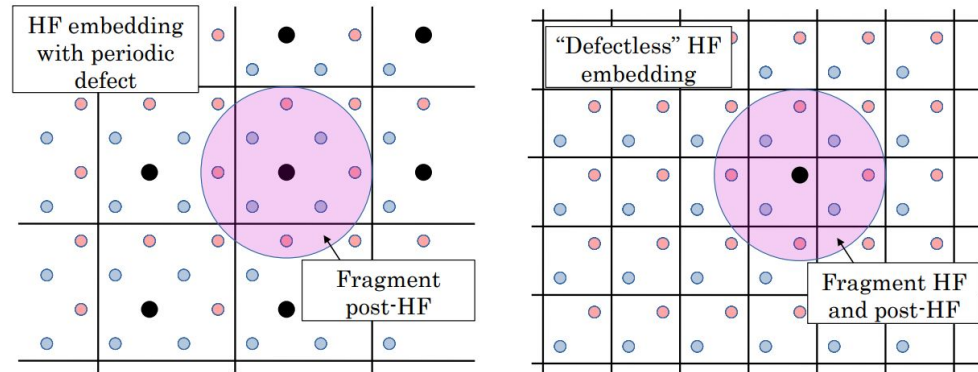 HF embedding
with periodic
defect
Fragment
post-HF
“Defectless” HF
embedding
Fragment HF
and post-HF